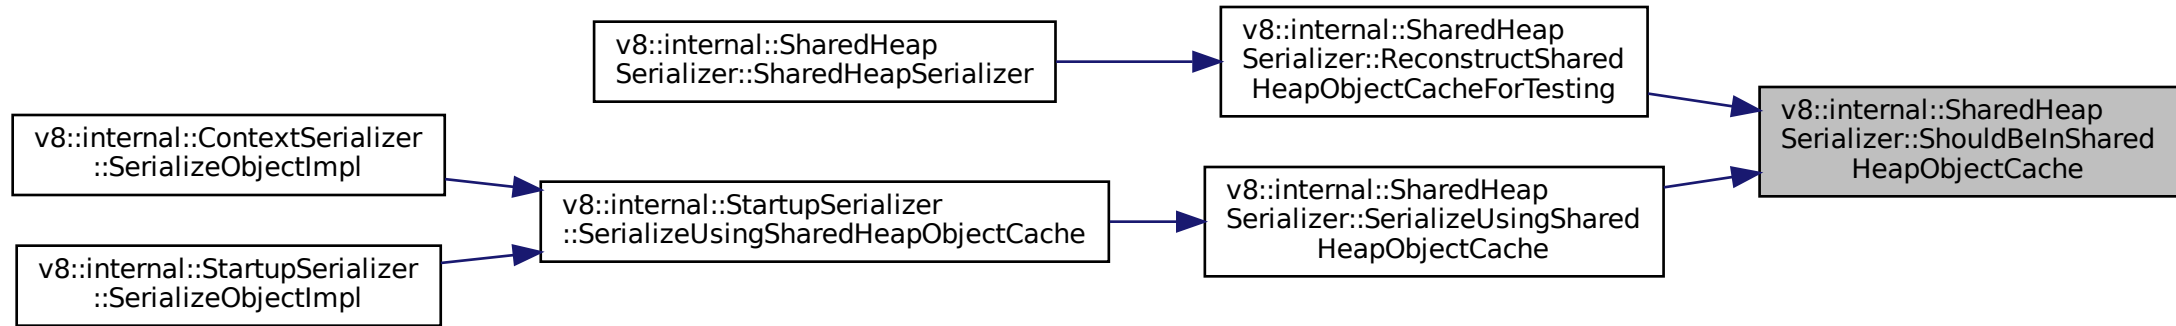 v8::internal::SharedHeap
Serializer::SharedHeapSerializer
v8::internal::SharedHeap
Serializer::ReconstructShared
HeapObjectCacheForTesting
v8::internal::SharedHeap
Serializer::ShouldBeInShared
HeapObjectCache
v8::internal::ContextSerializer
::SerializeObjectImpl
v8::internal::StartupSerializer
::SerializeUsingSharedHeapObjectCache
v8::internal::SharedHeap
Serializer::SerializeUsingShared
HeapObjectCache
v8::internal::StartupSerializer
::SerializeObjectImpl